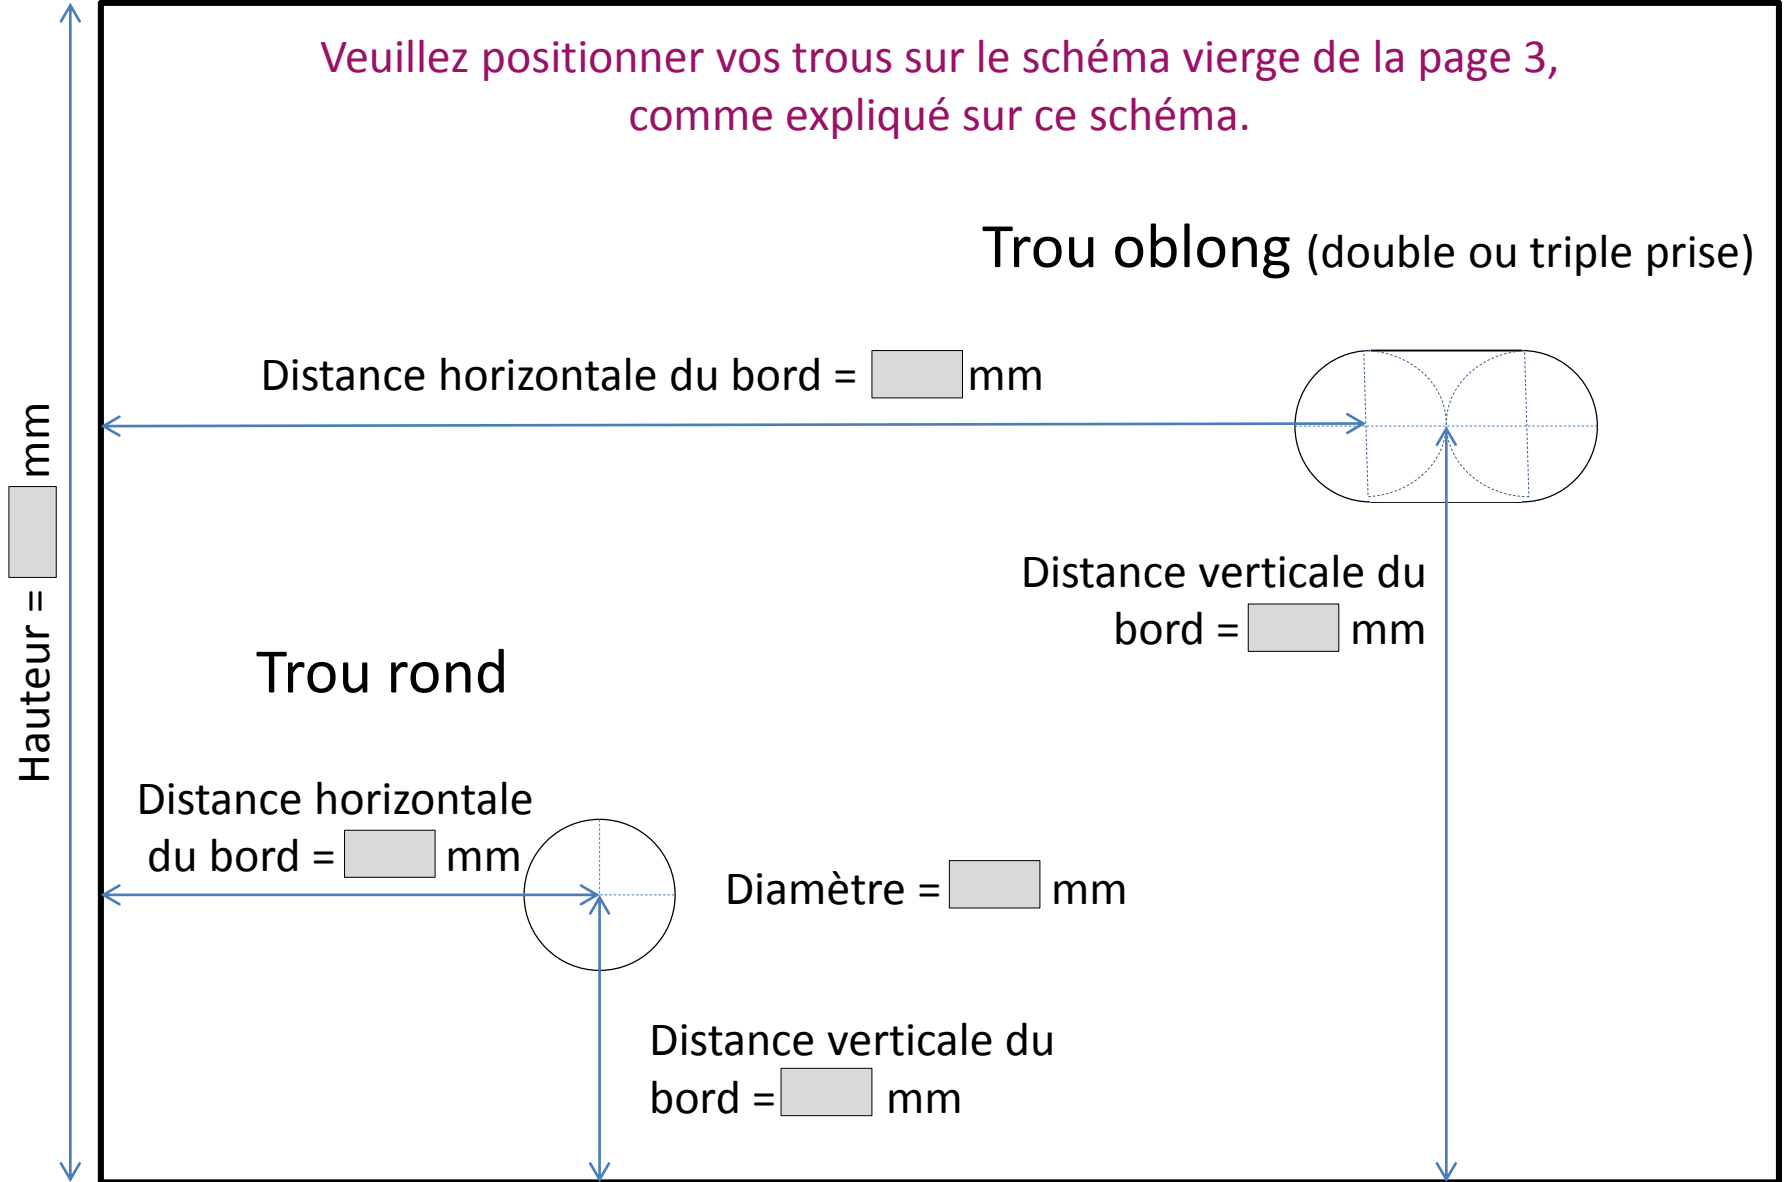 Veuillez positionner vos trous sur le schéma vierge de la page 3,
comme expliqué sur ce schéma.
Trou oblong (double ou triple prise)
Distance horizontale du bord = mm
Hauteur = mm
Distance verticale du
bord = mm
Trou rond
Distance horizontale
du bord = mm
Diamètre = mm
Distance verticale du
bord = mm